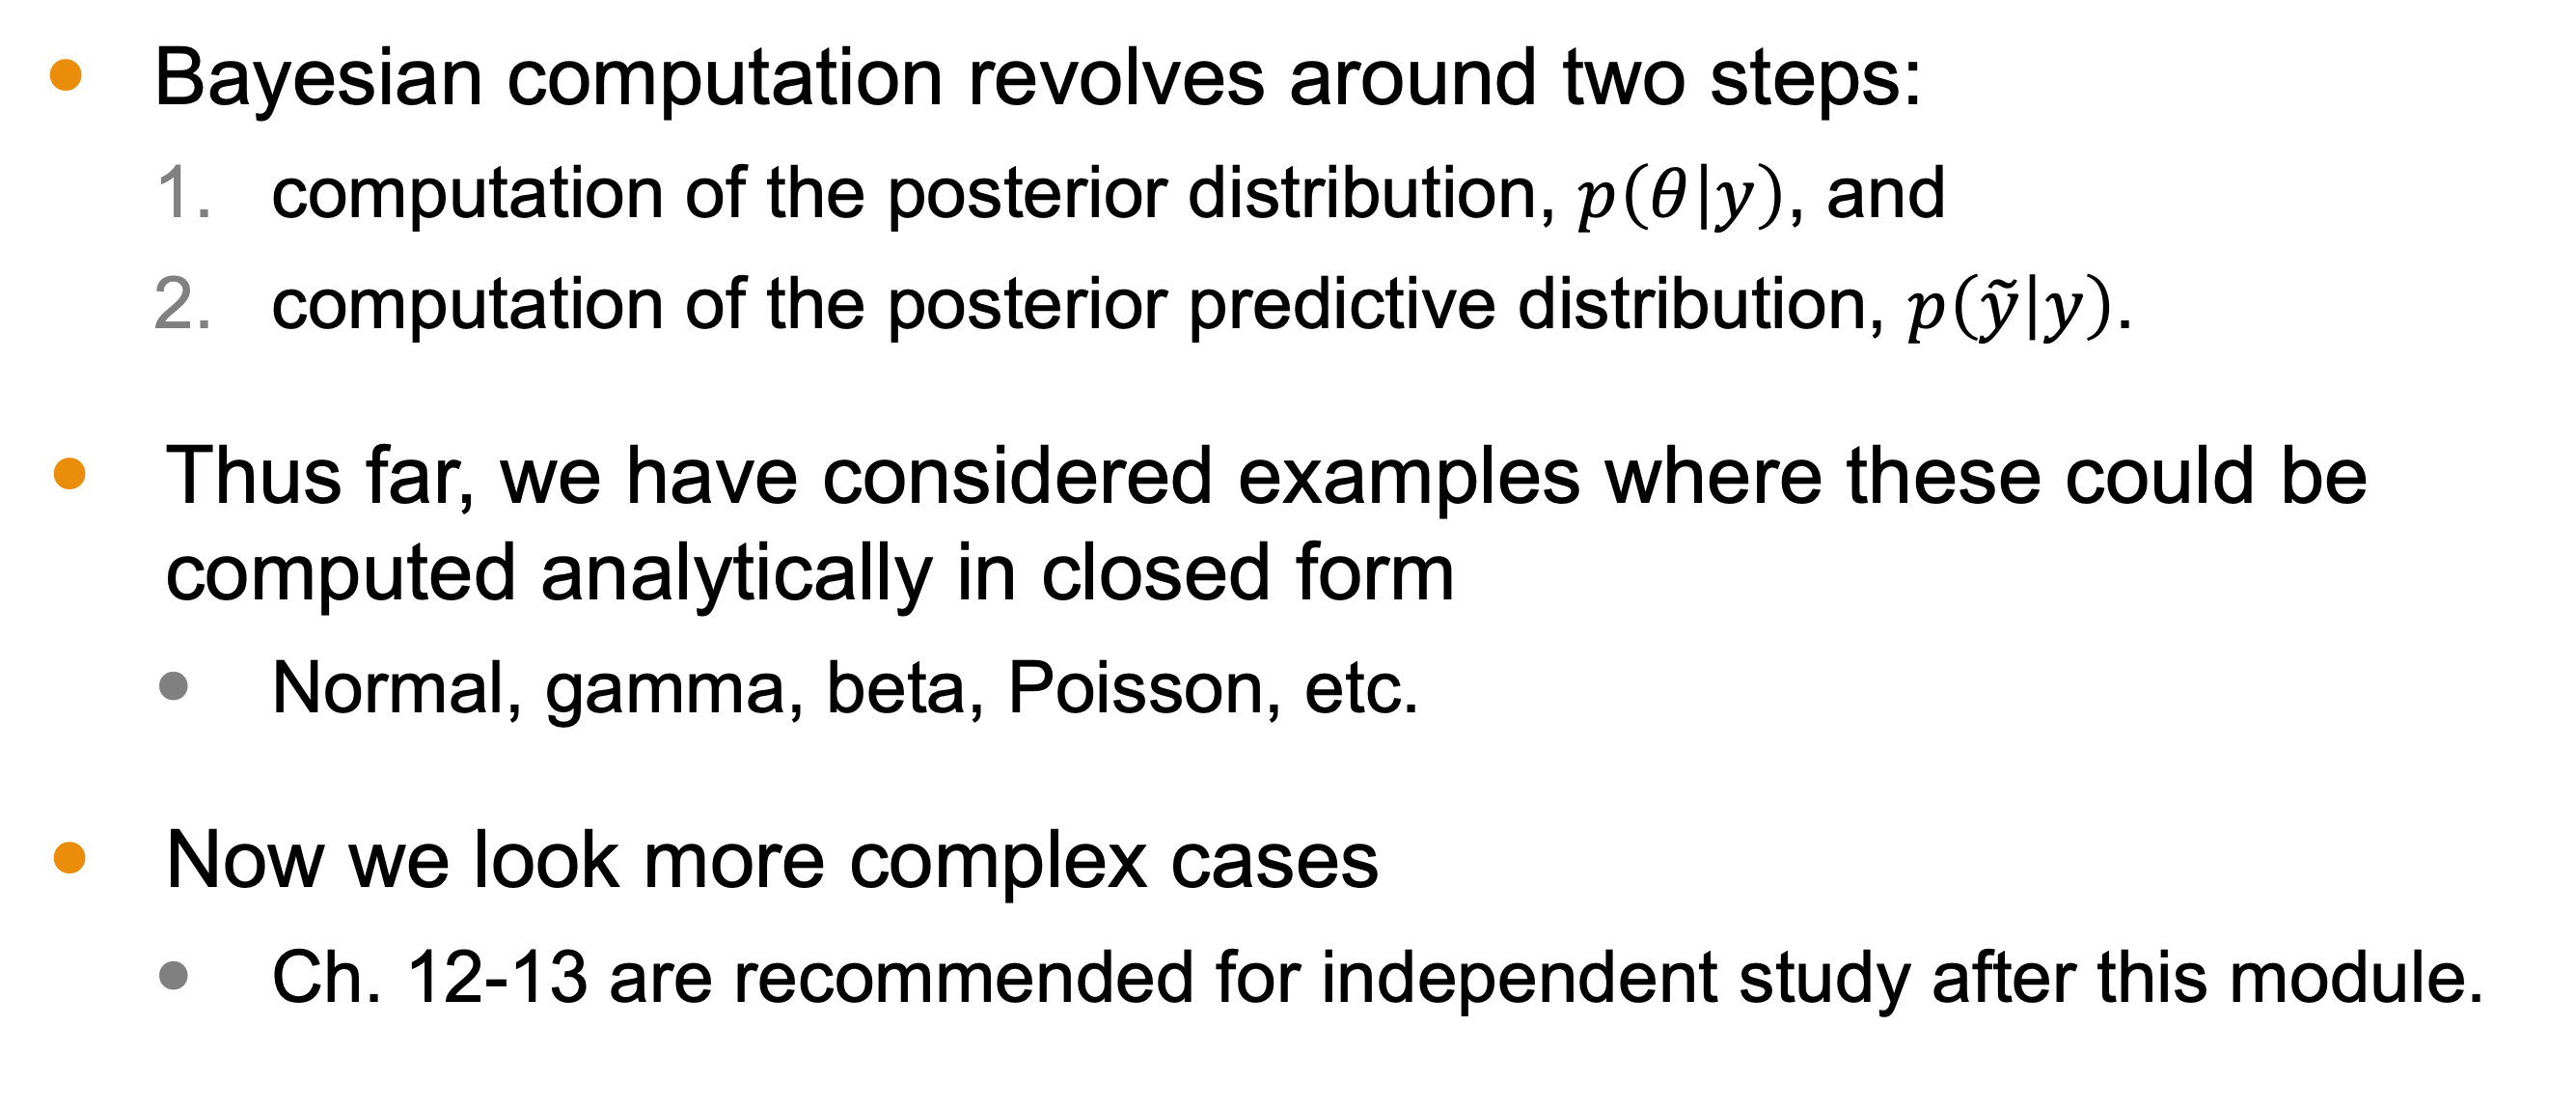 • Bayesian computation revolves around two steps:
1. computation of the posterior distribution, p(θ|y), and
2. computation of the posterior predictive distribution, p(ỹ|y).
• Thus far, we have considered examples where these could be
computed analytically in closed form
• Normal, gamma, beta, Poisson, etc.
• Now we look more complex cases
• Ch. 12-13 are recommended for independent study after this module.